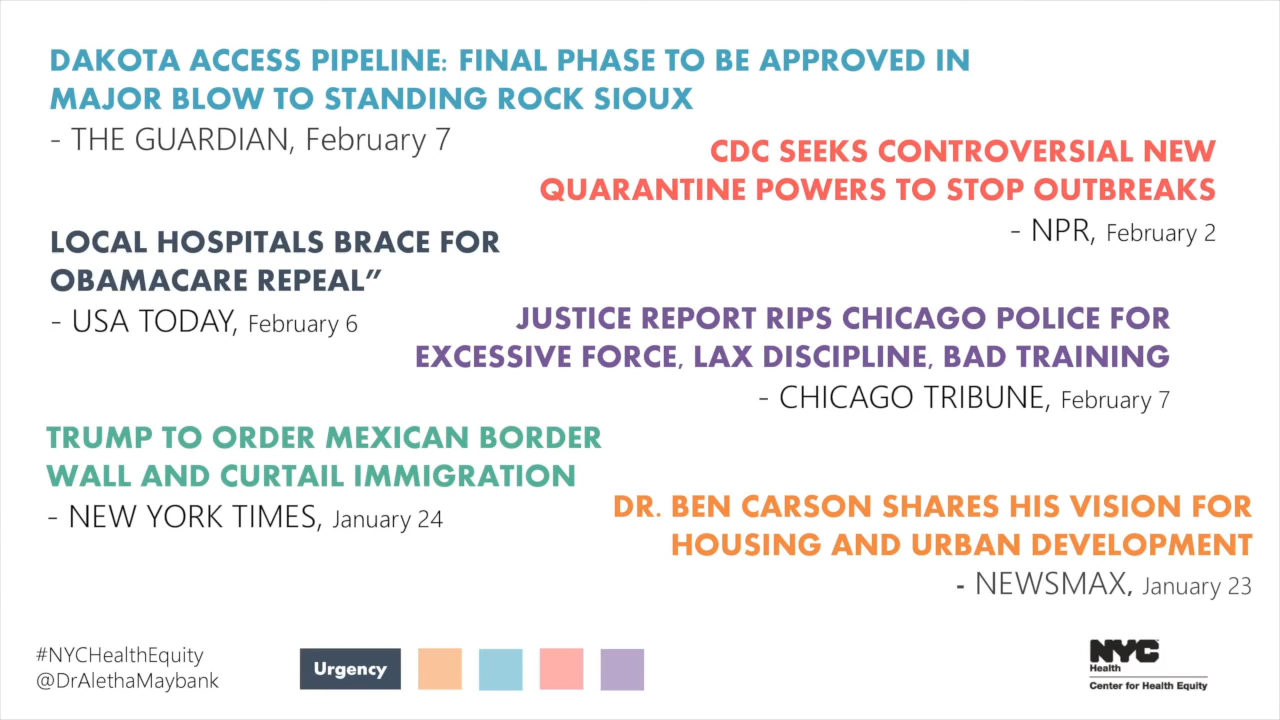 DAKOTA ACCESS PIPELINE: FINAL PHASE TO BE APPROVED IN
MAJOR BLOW TO STANDING ROCK SIOUX
- THE GUARDIAN, February 7
CDC SEEKS CONTROVERSIAL NEW
QUARANTINE POWERS TO STOP OUTBREAKS
- NPR, February 2
LOCAL HOSPITALS BRACE FOR
OBAMACARE REPEAL”
- USA TODAY, February 6
JUSTICE REPORT RIPS CHICAGO POLICE FOR
EXCESSIVE FORCE, LAX DISCIPLINE, BAD TRAINING
- CHICAGO TRIBUNE, February 7
TRUMP TO ORDER MEXICAN BORDER
WALL AND CURTAIL IMMIGRATION
- NEW YORK TIMES, January 24
DR. BEN CARSON SHARES HIS VISION FOR
HOUSING AND URBAN DEVELOPMENT
- NEWSMAX, January 23
#NYCHealthEquity
@DrAlethaMaybank
Urgency
NYC
Health
Center for Health Equity